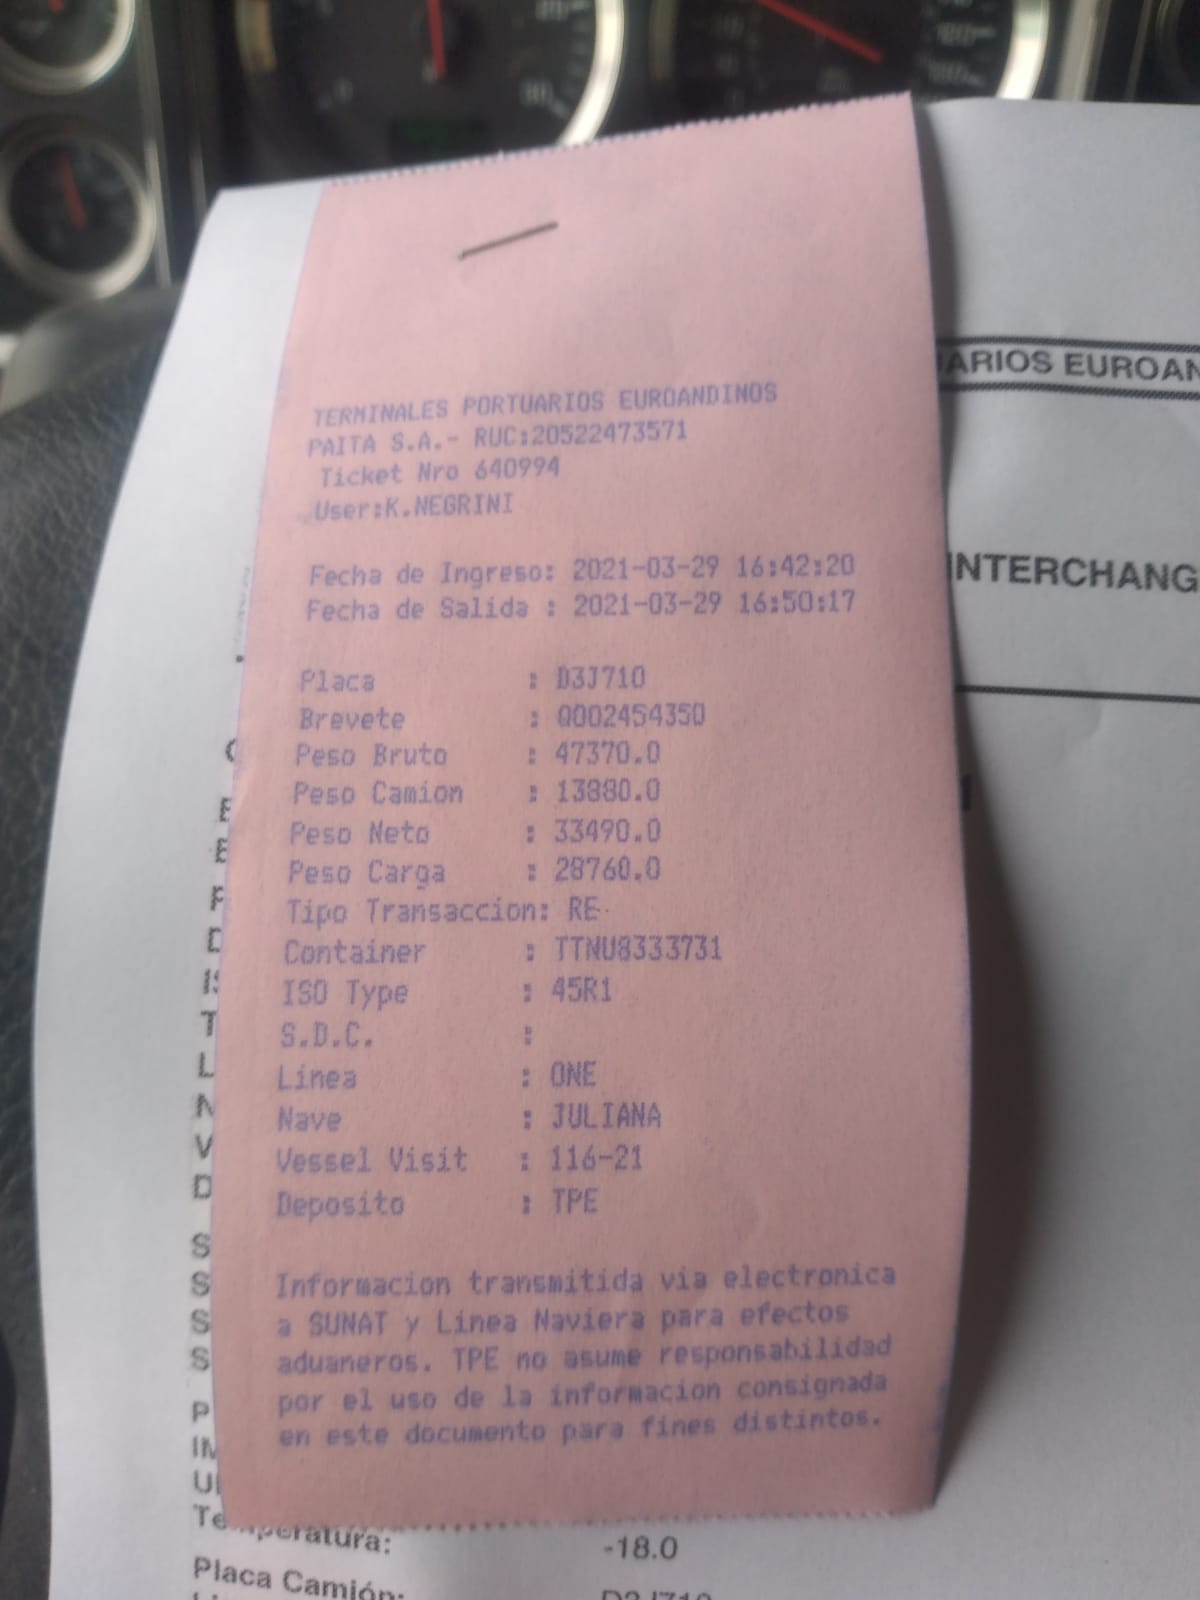 TERMINALES PORTUARIOS EUROANDINOS
PAITA S.A.- RUC:20522473571
Ticket Nro 640994
User:K.NEGRINI
Fecha de Ingreso: 2021-03-29 16:42:20
Fecha de Salida : 2021-03-29 16:50:17
Placa : D3J710
Brevete : Q002454350
Peso Bruto : 47370.0
Peso Camion : 13880.0
Peso Neto : 33490.0
Peso Carga : 28760.0
Tipo Transaccion: RE
Container : TTNU8333731
ISO Type : 45R1
S.D.C. :
Linea : ONE
Nave : JULIANA
Vessel Visit : 116-21
Deposito : TPE
Informacion transmitida via electronica
a SUNAT y Linea Naviera para efectos
aduaneros. TPE no asume responsabilidad
por el uso de la informacion consignada
en este documento para fines distintos.
ARIOS EUROAN
INTERCHANG
-18.0
Placa Camión: